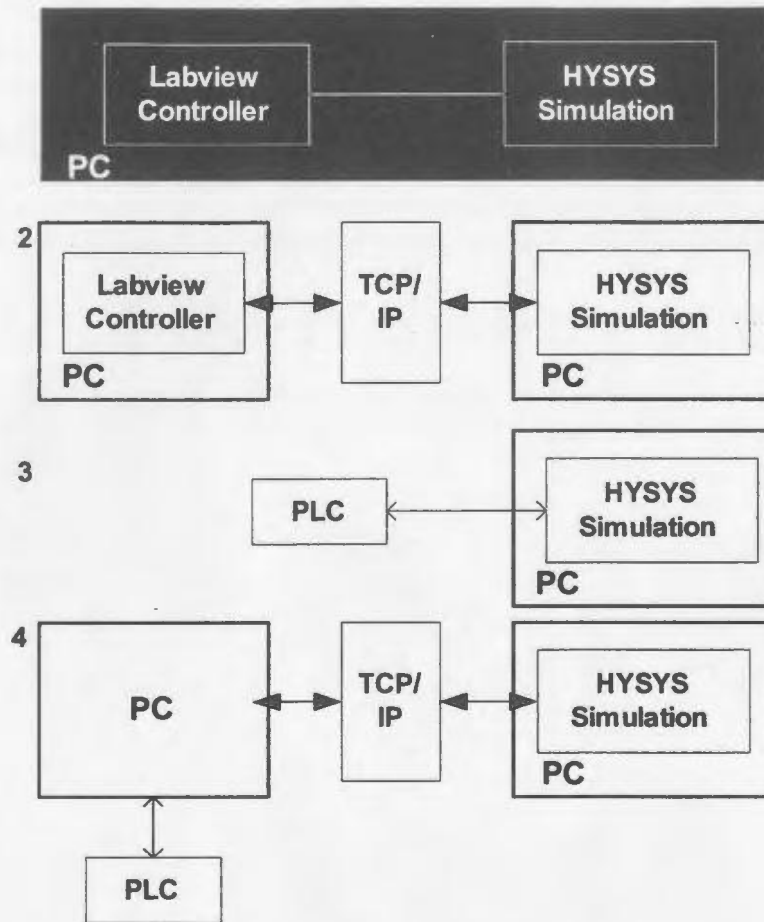 Labview
Controller
HYSYS
Simulation
PC
2
Labview
Controller
PC
TCP/
IP
HYSYS
Simulation
PC
3
PLC
HYSYS
Simulation
PC
4
PC
TCP/
IP
HYSYS
Simulation
PC
PLC